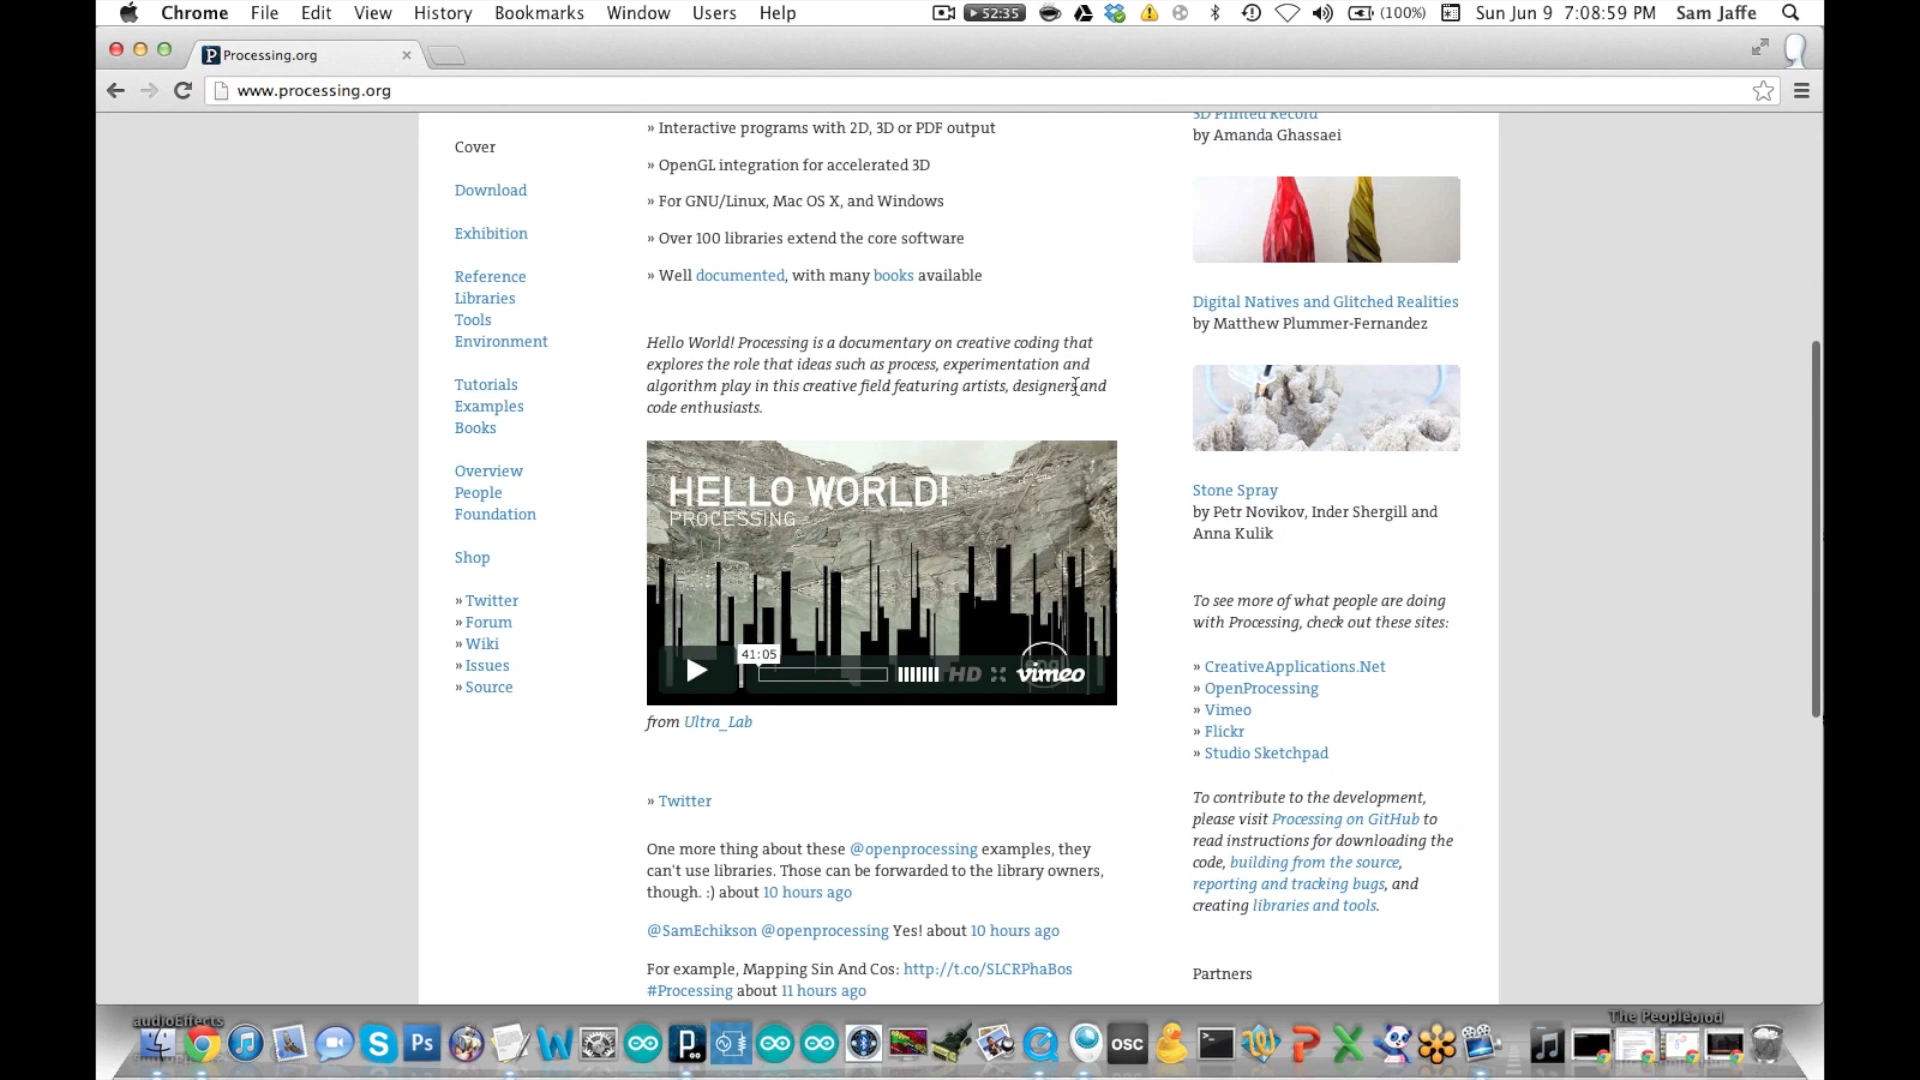 Chrome File Edit View History Bookmarks Window Users Help 52:35 (100%) Sun Jun 9 7:08:59 PM Sam Jaffe
Processing.org
www.processing.org
Cover
Download
Exhibition
Reference
Libraries
Tools
Environment
Tutorials
Examples
Books
Overview
People
Foundation
Shop
» Twitter
» Forum
» Wiki
» Issues
» Source
» Interactive programs with 2D, 3D or PDF output
» OpenGL integration for accelerated 3D
» For GNU/Linux, Mac OS X, and Windows
» Over 100 libraries extend the core software
» Well documented, with many books available
Hello World! Processing is a documentary on creative coding that
explores the role that ideas such as process, experimentation and
algorithm play in this creative field featuring artists, designers and
code enthusiasts.
HELLO WORLD!
PROCESSING
41:05
HD vimeo
from Ultra_Lab
» Twitter
One more thing about these @openprocessing examples, they
can't use libraries. Those can be forwarded to the library owners,
though. :) about 10 hours ago
@SamEchikson @openprocessing Yes! about 10 hours ago
For example, Mapping Sin And Cos: http://t.co/SLCRPhaBos
#Processing about 11 hours ago
3D Printed Record
by Amanda Ghassaei
Digital Natives and Glitched Realities
by Matthew Plummer-Fernandez
Stone Spray
by Petr Novikov, Inder Shergill and
Anna Kulik
To see more of what people are doing
with Processing, check out these sites:
» CreativeApplications.Net
» OpenProcessing
» Vimeo
» Flickr
» Studio Sketchpad
To contribute to the development,
please visit Processing on GitHub to
read instructions for downloading the
code, building from the source,
reporting and tracking bugs, and
creating libraries and tools.
Partners
audioEffects
Ps
OSC